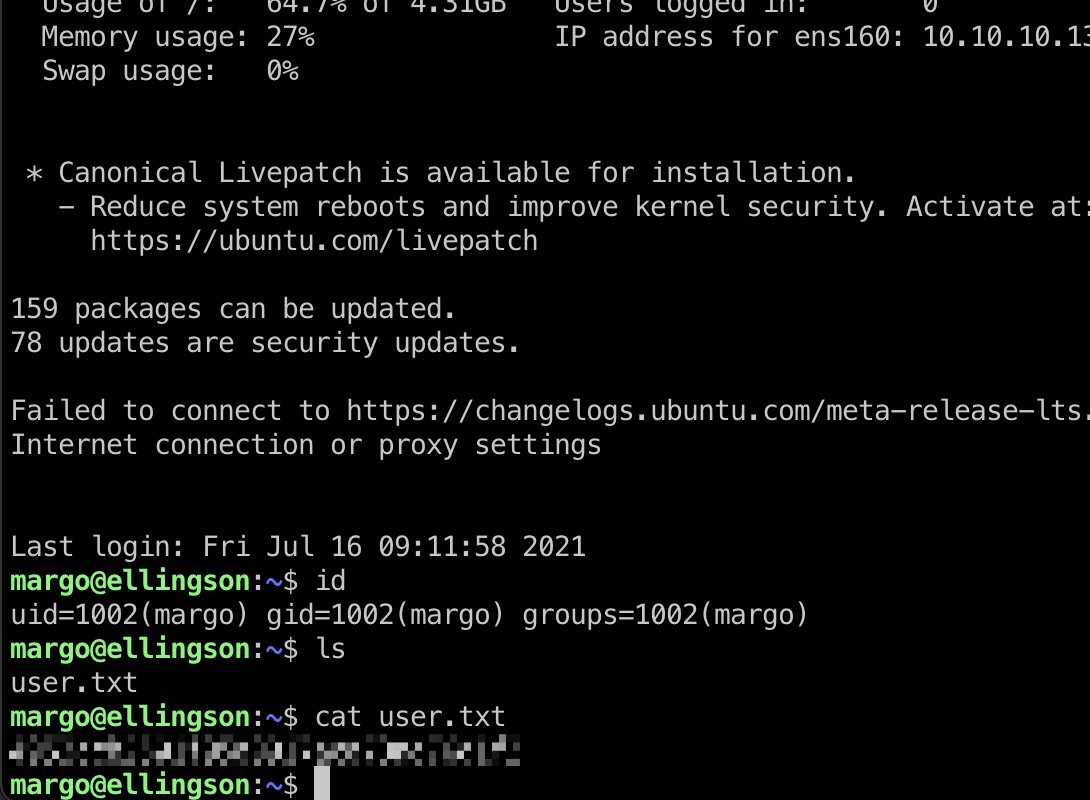 Usage of /:   64.7% of 4.31GB   Users logged in:       0
Memory usage: 27%               IP address for ens160: 10.10.10.13
Swap usage:   0%
* Canonical Livepatch is available for installation.
- Reduce system reboots and improve kernel security. Activate at:
https://ubuntu.com/livepatch
159 packages can be updated.
78 updates are security updates.
Failed to connect to https://changelogs.ubuntu.com/meta-release-lts.
Internet connection or proxy settings
Last login: Fri Jul 16 09:11:58 2021
margo@ellingson:~$ id
uid=1002(margo) gid=1002(margo) groups=1002(margo)
margo@ellingson:~$ ls
user.txt
margo@ellingson:~$ cat user.txt
margo@ellingson:~$